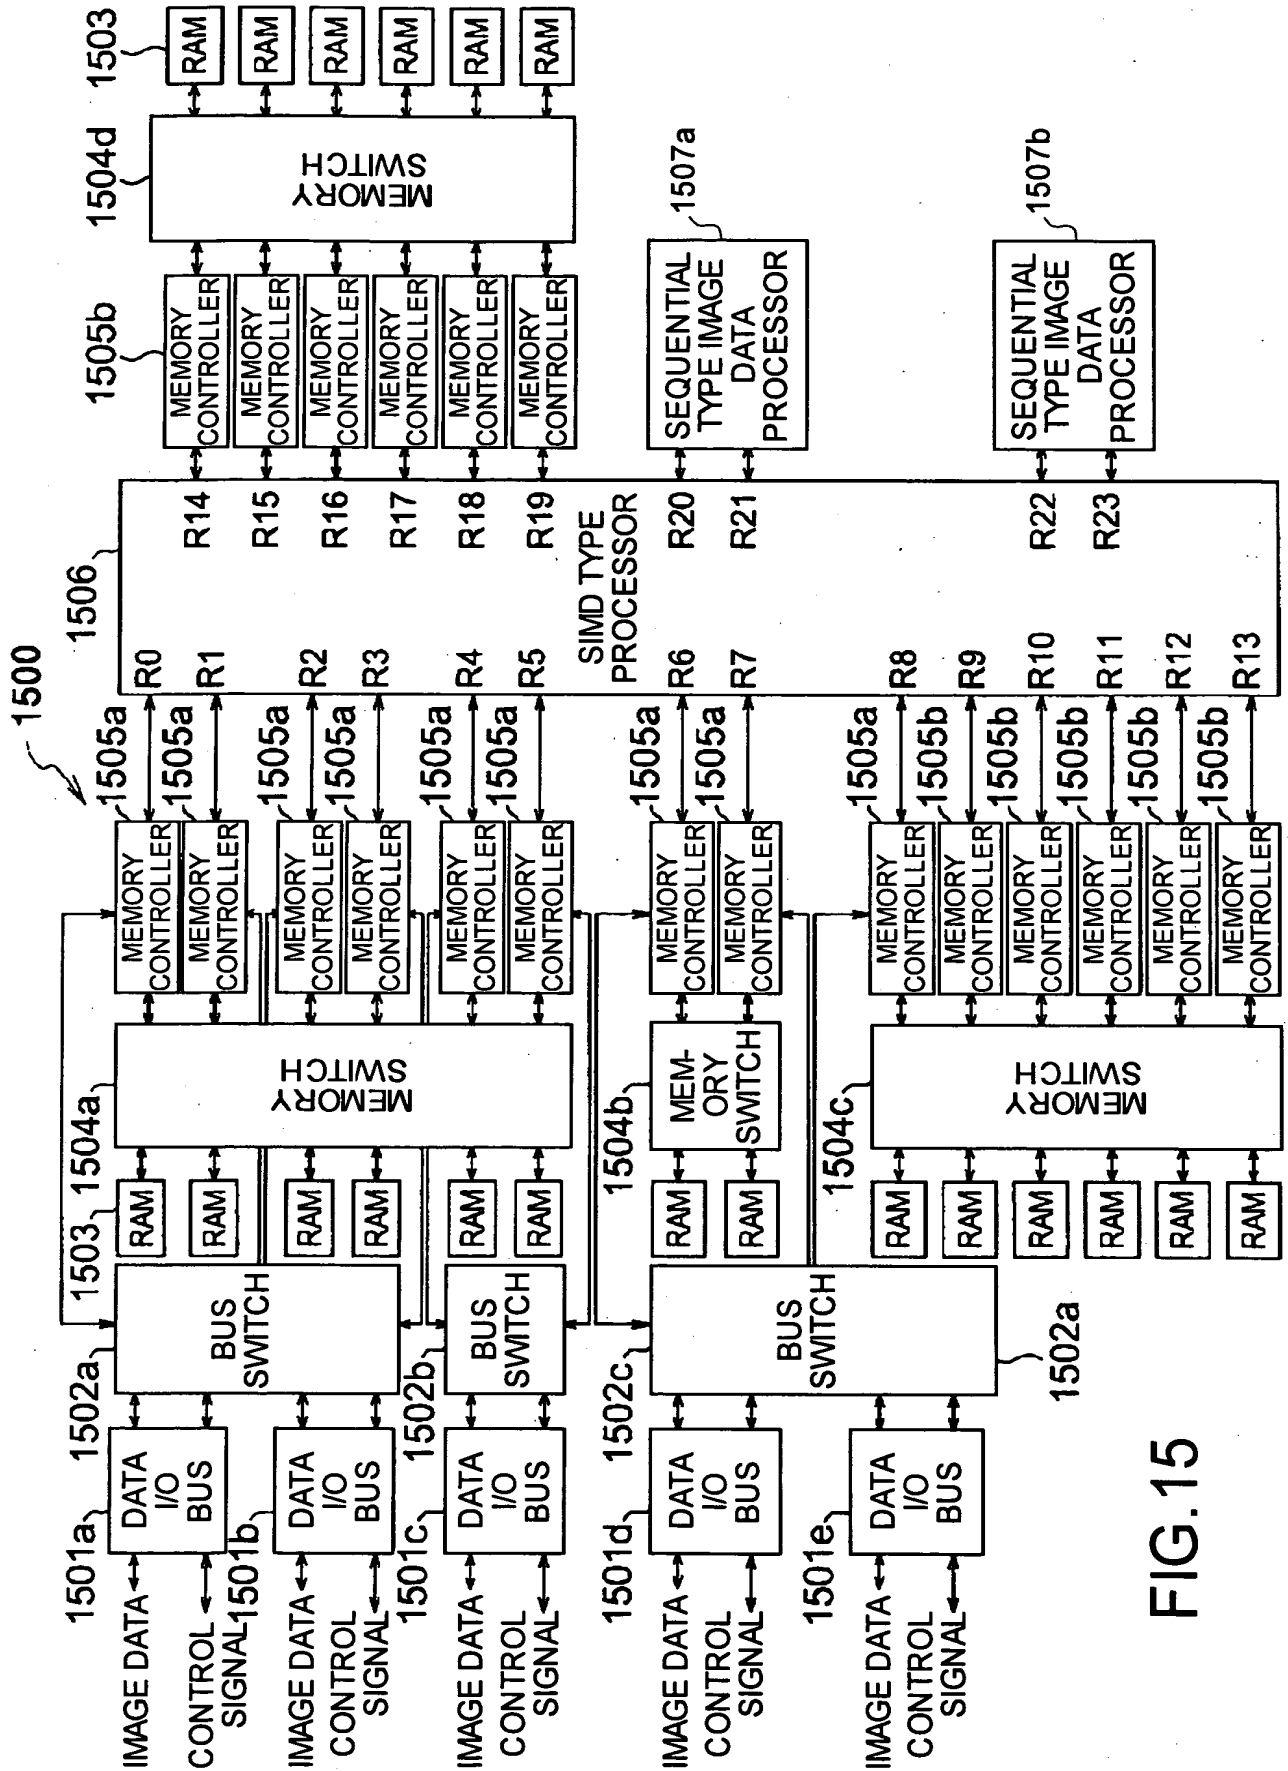 FIG.15
1500
IMAGE DATA
CONTROL
SIGNAL
IMAGE DATA
CONTROL
SIGNAL
IMAGE DATA
CONTROL
SIGNAL
IMAGE DATA
CONTROL
SIGNAL
IMAGE DATA
CONTROL
SIGNAL
1501a
DATA
I/O
BUS
1501b
DATA
I/O
BUS
1501c
DATA
I/O
BUS
1501d
DATA
I/O
BUS
1501e
DATA
I/O
BUS
1502a
BUS
SWITCH
1502b
BUS
SWITCH
1502c
BUS
SWITCH
1502a
1503
RAM
RAM
RAM
RAM
RAM
RAM
RAM
RAM
RAM
RAM
RAM
RAM
RAM
RAM
1504a
MEMORY
SWITCH
1504b
MEM-
ORY
SWITCH
1504c
MEMORY
SWITCH
1505a
MEMORY
CONTROLLER
1505a
MEMORY
CONTROLLER
1505a
MEMORY
CONTROLLER
1505a
MEMORY
CONTROLLER
1505a
MEMORY
CONTROLLER
1505a
MEMORY
CONTROLLER
1505a
MEMORY
CONTROLLER
1505a
MEMORY
CONTROLLER
1505a
MEMORY
CONTROLLER
1505b
MEMORY
CONTROLLER
1505b
MEMORY
CONTROLLER
1505b
MEMORY
CONTROLLER
1505b
MEMORY
CONTROLLER
1505b
MEMORY
CONTROLLER
1506
R0
R1
R2
R3
R4
R5
R6
R7
R8
R9
R10
R11
R12
R13
SIMD TYPE
PROCESSOR
R14
R15
R16
R17
R18
R19
R20
R21
R22
R23
1505b
MEMORY
CONTROLLER
MEMORY
CONTROLLER
MEMORY
CONTROLLER
MEMORY
CONTROLLER
MEMORY
CONTROLLER
MEMORY
CONTROLLER
1504d
MEMORY
SWITCH
1503
RAM
RAM
RAM
RAM
RAM
RAM
1507a
SEQUENTIAL
TYPE IMAGE
DATA
PROCESSOR
1507b
SEQUENTIAL
TYPE IMAGE
DATA
PROCESSOR